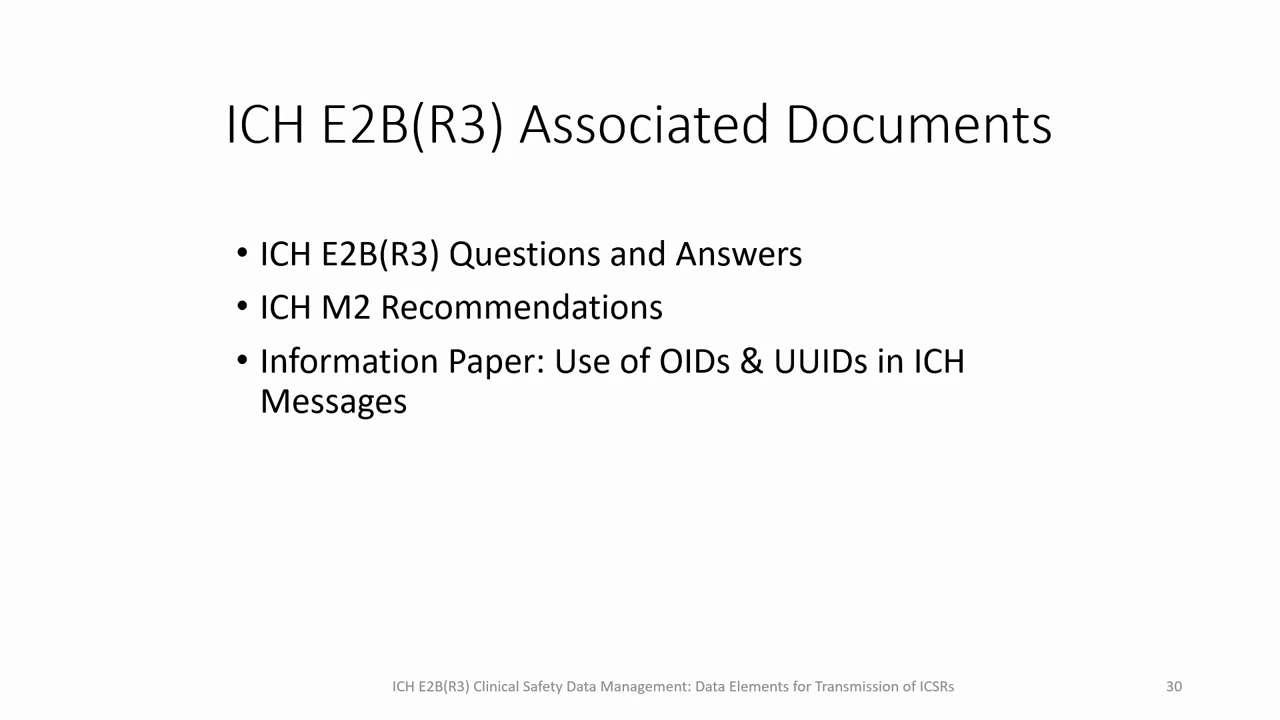 ICH E2B(R3) Associated Documents
• ICH E2B(R3) Questions and Answers
• ICH M2 Recommendations
• Information Paper: Use of OIDs & UUIDs in ICH
Messages
ICH E2B(R3) Clinical Safety Data Management: Data Elements for Transmission of ICSRs
30